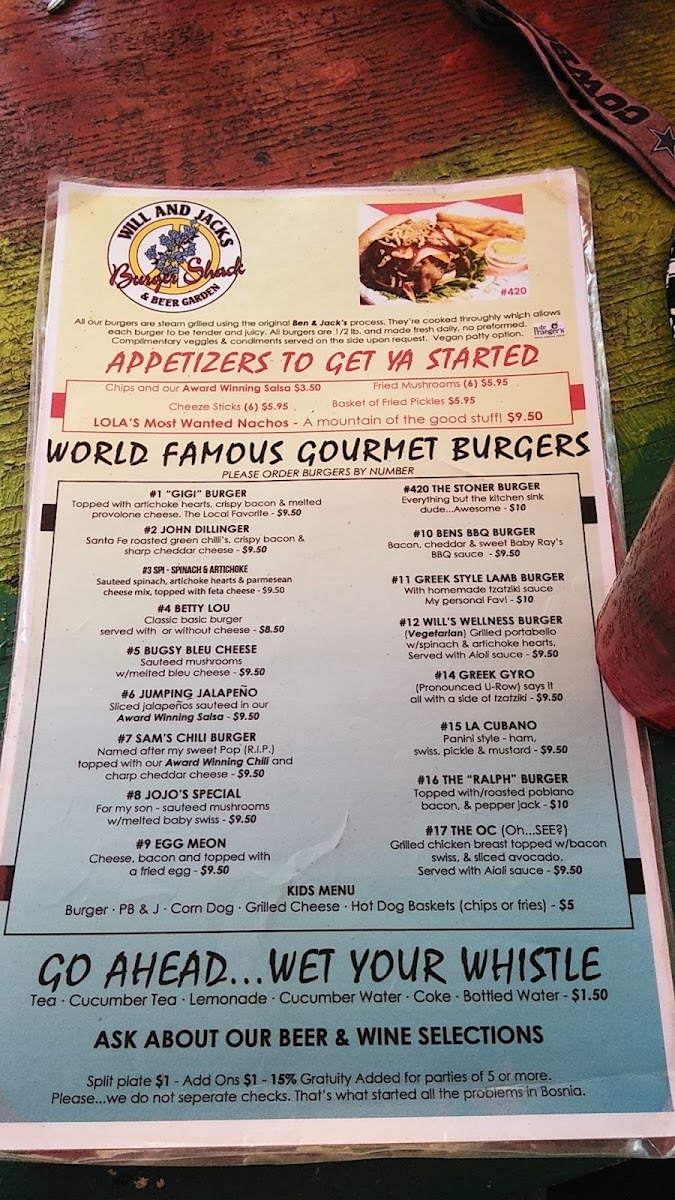 COWB
WILL AND JACKS
Burger Shack
& BEER GARDEN
#420
All our burgers are steam grilled using the original Ben & Jack's process. They're cooked throughly which allows
each burger to be tender and juicy. All burgers are 1/2 lb. and made fresh daily, no preformed.
Complimentary veggies & condiments served on the side upon request. Vegan patty option.
Dr. Praeger's
APPETIZERS TO GET YA STARTED
Chips and our Award Winning Salsa $3.50
Fried Mushrooms (6) $5.95
Cheeze Sticks (6) $5.95
Basket of Fried Pickles $5.95
LOLA'S Most Wanted Nachos - A mountain of the good stuff! $9.50
WORLD FAMOUS GOURMET BURGERS
PLEASE ORDER BURGERS BY NUMBER
#1 "GIGI" BURGER
Topped with artichoke hearts, crispy bacon & melted
provolone cheese. The Local Favorite - $9.50
#2 JOHN DILLINGER
Santa Fe roasted green chilli's, crispy bacon &
sharp cheddar cheese - $9.50
#3 SPI - SPINACH & ARTICHOKE
Sauteed spinach, artichoke hearts & parmesean
cheese mix, topped with feta cheese - $9.50
#4 BETTY LOU
Classic basic burger
served with or without cheese - $8.50
#5 BUGSY BLEU CHEESE
Sauteed mushrooms
w/melted bleu cheese - $9.50
#6 JUMPING JALAPEÑO
Sliced jalapeños sauteed in our
Award Winning Salsa - $9.50
#7 SAM'S CHILI BURGER
Named after my sweet Pop (R.I.P.)
topped with our Award Winning Chili and
charp cheddar cheese - $9.50
#8 JOJO'S SPECIAL
For my son - sauteed mushrooms
w/melted baby swiss - $9.50
#9 EGG MEON
Cheese, bacon and topped with
a fried egg - $9.50
#420 THE STONER BURGER
Everything but the kitchen sink
dude...Awesome - $10
#10 BENS BBQ BURGER
Bacon, cheddar & sweet Baby Ray's
BBQ sauce - $9.50
#11 GREEK STYLE LAMB BURGER
With homemade tzatziki sauce
My personal Fav! - $10
#12 WILL'S WELLNESS BURGER
(Vegetarian) Grilled portabello
w/spinach & artichoke hearts,
Served with Aioli sauce - $9.50
#14 GREEK GYRO
(Pronounced U-Row) says it
all with a side of tzatziki - $9.50
#15 LA CUBANO
Panini style - ham,
swiss, pickle & mustard - $9.50
#16 THE "RALPH" BURGER
Topped with/roasted poblano
bacon, & pepper jack - $10
#17 THE OC (Oh...SEE?)
Grilled chicken breast topped w/bacon
swiss, & sliced avocado.
Served with Aioli sauce - $9.50
KIDS MENU
Burger · PB & J · Corn Dog · Grilled Cheese · Hot Dog Baskets (chips or fries) - $5
GO AHEAD...WET YOUR WHISTLE
Tea · Cucumber Tea · Lemonade · Cucumber Water · Coke · Bottled Water - $1.50
ASK ABOUT OUR BEER & WINE SELECTIONS
Split plate $1 - Add Ons $1 - 15% Gratuity Added for parties of 5 or more.
Please...we do not seperate checks. That's what started all the problems in Bosnia.